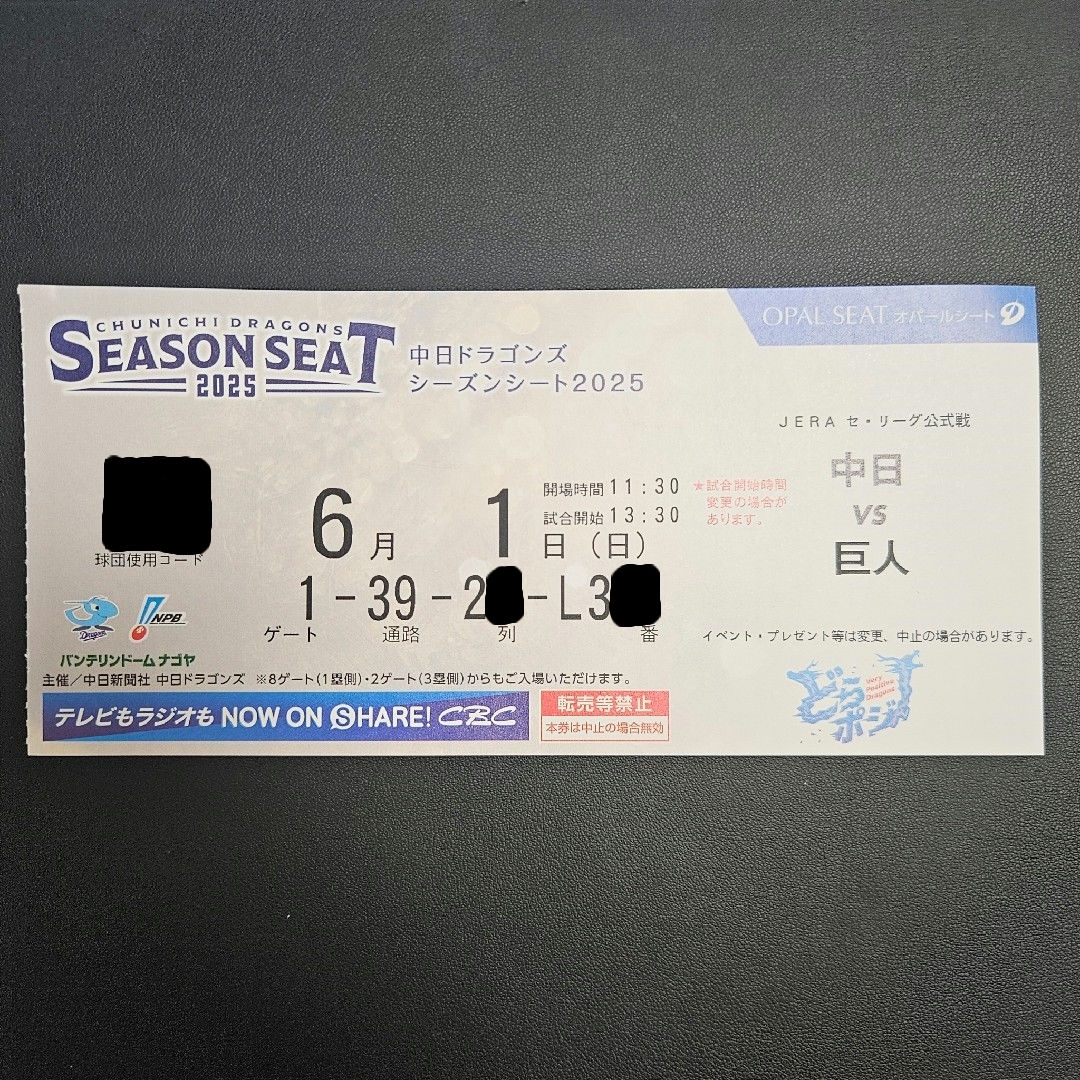 CHUNICHI DRAGONS
SEASON SEAT
2025
中日ドラゴンズ
シーズンシート2025
OPAL SEAT オパールシート D
JERA セ・リーグ公式戦
中日
VS
巨人
球団使用コード
6月 1日(日)
開場時間 11:30
試合開始 13:30
★試合開始時間
変更の場合が
あります。
1-39-2 -L3
ゲート 通路 列 番
Dragons
NPB
バンテリンドーム ナゴヤ
イベント・プレゼント等は変更、中止の場合があります。
主催/中日新聞社 中日ドラゴンズ ※8ゲート(1塁側)・2ゲート(3塁側)からもご入場いただけます。
テレビもラジオも NOW ON SHARE! CBC
転売等禁止
本券は中止の場合無効
どらポジ
Very
Positive
Dragons